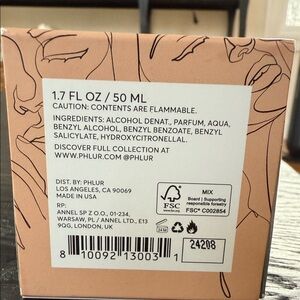 1.7 FL OZ / 50 ML
CAUTION: CONTENTS ARE FLAMMABLE.
INGREDIENTS: ALCOHOL DENAT., PARFUM, AQUA,
BENZYL ALCOHOL, BENZYL BENZOATE, BENZYL
SALICYLATE, HYDROXYCITRONELLAL.
DISCOVER FULL COLLECTION AT
WWW.PHLUR.COM @PHLUR
DIST. BY: PHLUR
LOS ANGELES, CA 90069
MADE IN USA
RP:
ANNEL SP Z O.O., 01-234,
WARSAW, PL / ANNEL LTD., E13
9QG, LONDON, UK
FSC
www.fsc.org
MIX
Board | Supporting
responsible forestry
FSC® C002854
24208
8 10092 13003 1